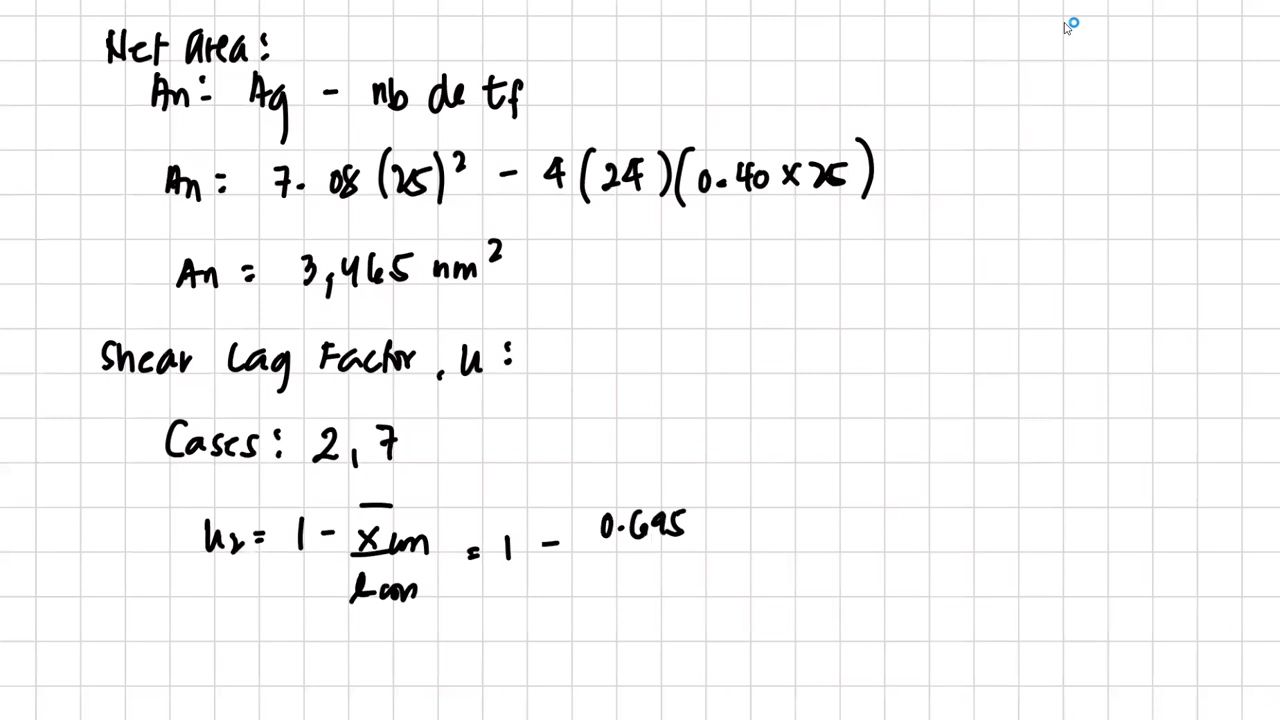 Net area:
An: Ag - nb de tf
An = 7.08 (25)² - 4 (24)(0.40 x 25)
An = 3,465 mm²
Shear Lag Factor, U:
Cases: 2, 7
U₂ = 1 - x̄con / lcon = 1 - 0.695